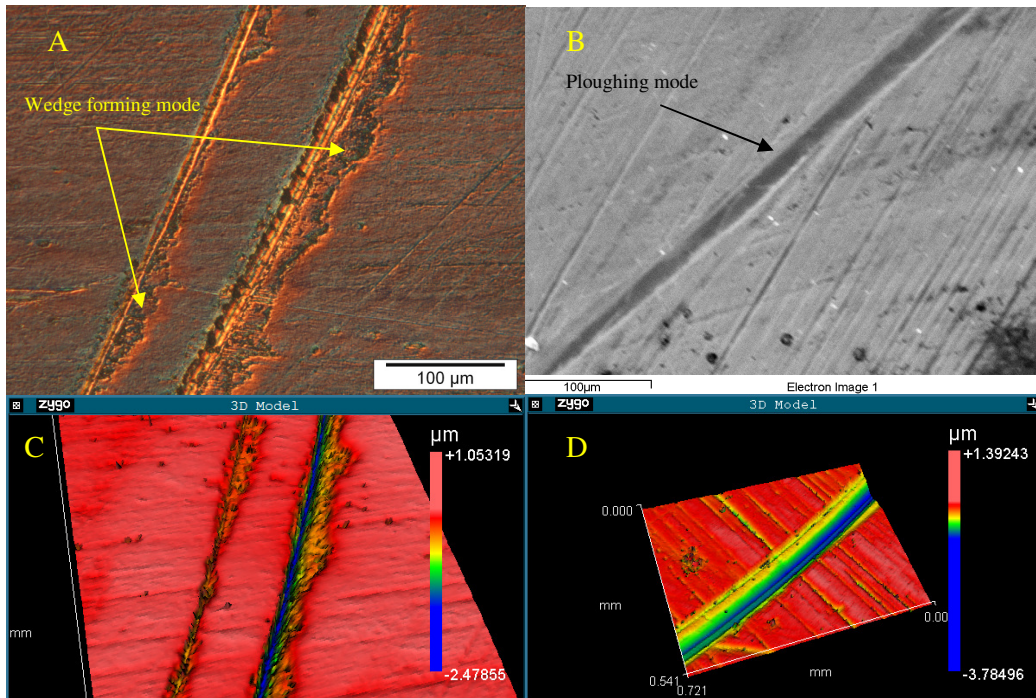 A
Wedge forming mode
100 µm
B
Ploughing mode
100µm
Electron Image 1
zygo
3D Model
C
µm
+1.05319
-2.47855
mm
zygo
3D Model
D
µm
+1.39243
-3.78496
0.000
mm
0.00
mm
0.541
0.721